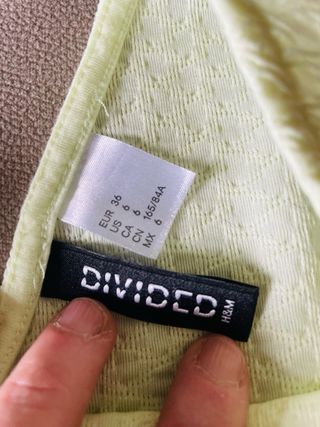 EUR 36
US 6
CA 6
CN 165/84A
MX 6
DIVIDED
H&M